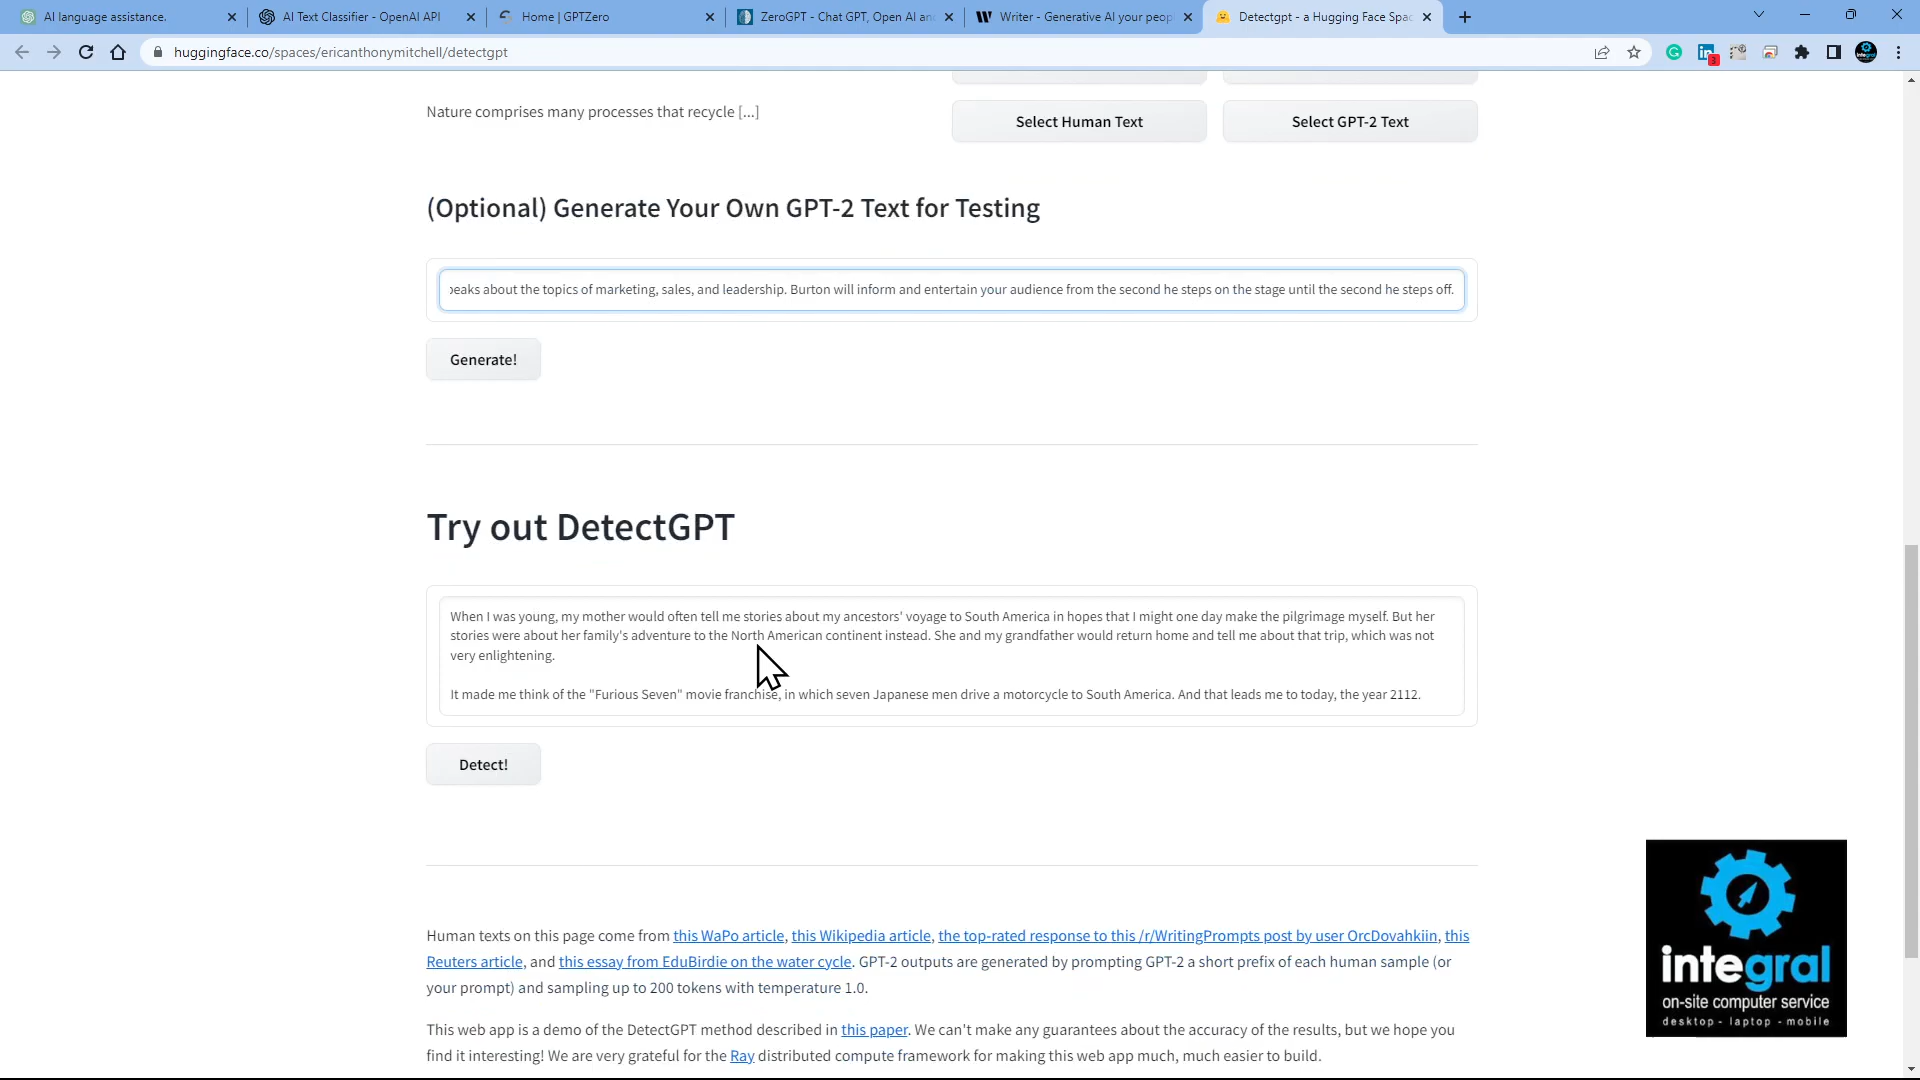 AI language assistance.
AI Text Classifier - OpenAI API
Home | GPTZero
ZeroGPT - Chat GPT, Open AI an
Writer - Generative AI your peop
Detectgpt - a Hugging Face Spac
huggingface.co/spaces/ericanthonymitchell/detectgpt
3
Nature comprises many processes that recycle [...]
Select Human Text
Select GPT-2 Text
(Optional) Generate Your Own GPT-2 Text for Testing
peaks about the topics of marketing, sales, and leadership. Burton will inform and entertain your audience from the second he steps on the stage until the second he steps off.
Generate!
Try out DetectGPT
When I was young, my mother would often tell me stories about my ancestors' voyage to South America in hopes that I might one day make the pilgrimage myself. But her
stories were about her family's adventure to the North American continent instead. She and my grandfather would return home and tell me about that trip, which was not
very enlightening.
It made me think of the "Furious Seven" movie franchise, in which seven Japanese men drive a motorcycle to South America. And that leads me to today, the year 2112.
Detect!
Human texts on this page come from this WaPo article, this Wikipedia article, the top-rated response to this /r/WritingPrompts post by user OrcDovahkiin, this
Reuters article, and this essay from EduBirdie on the water cycle. GPT-2 outputs are generated by prompting GPT-2 a short prefix of each human sample (or
your prompt) and sampling up to 200 tokens with temperature 1.0.
This web app is a demo of the DetectGPT method described in this paper. We can't make any guarantees about the accuracy of the results, but we hope you
find it interesting! We are very grateful for the Ray distributed compute framework for making this web app much, much easier to build.
integral
on-site computer service
desktop - laptop - mobile